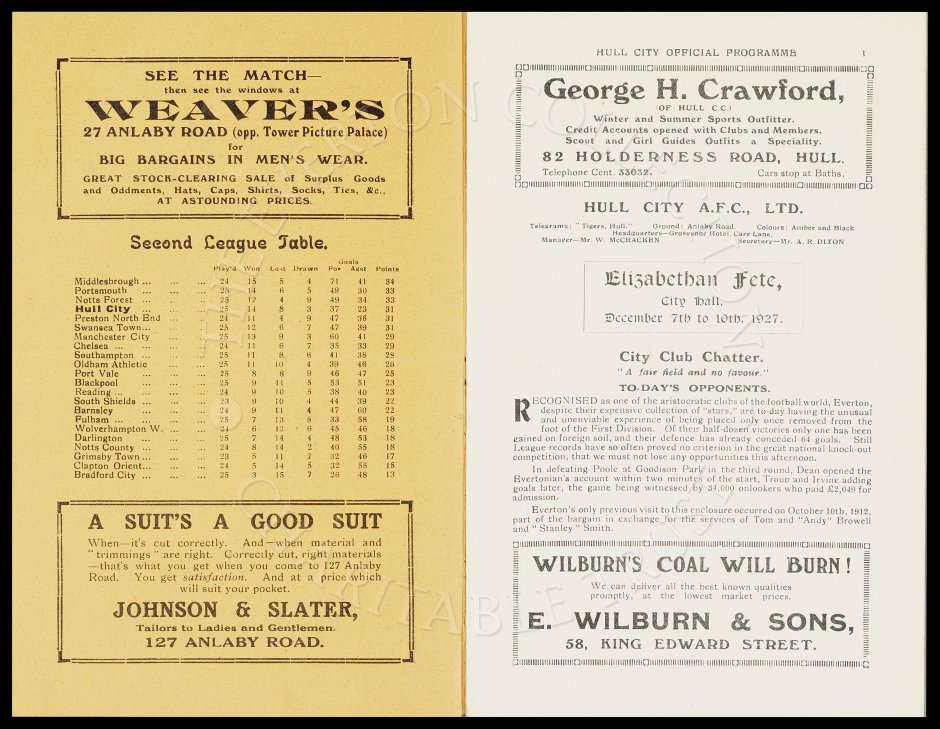 SEE THE MATCH—
then see the windows at
WEAVER'S
27 ANLABY ROAD (opp. Tower Picture Palace)
for
BIG BARGAINS IN MEN'S WEAR.
GREAT STOCK-CLEARING SALE of Surplus Goods
and Oddments, Hats, Caps, Shirts, Socks, Ties, &c.,
AT ASTOUNDING PRICES.
Second League Table.
Goals
Play'd Won Lost Drawn For Agst Points
Middlesbrough ... ... ... 24 15 5 4 71 41 34
Portsmouth ... ... ... 25 14 6 5 49 30 33
Notts Forest ... ... ... 25 12 4 9 49 34 33
Hull City ... ... ... 25 14 8 3 37 23 31
Preston North End ... ... 24 11 4 9 47 36 31
Swansea Town ... ... ... 25 12 6 7 47 39 31
Manchester City ... ... 25 13 9 3 60 41 29
Chelsea ... ... ... ... 24 11 6 7 35 33 29
Southampton ... ... ... 25 11 8 6 41 38 28
Oldham Athletic ... ... 25 11 10 4 39 46 26
Port Vale ... ... ... 25 8 8 9 46 47 25
Blackpool ... ... ... 25 9 11 5 53 51 23
Reading ... ... ... ... 24 9 10 5 38 40 23
South Shields ... ... ... 23 9 10 4 44 39 22
Barnsley ... ... ... 24 9 11 4 47 60 22
Fulham ... ... ... ... 25 7 13 5 33 58 19
Wolverhampton W. ... ... 25 6 12 6 45 46 18
Darlington ... ... ... 25 7 14 4 48 53 18
Notts County ... ... ... 24 8 14 2 40 55 18
Grimsby Town ... ... ... 23 5 11 7 32 46 17
Clapton Orient ... ... ... 24 5 14 5 32 55 15
Bradford City ... ... ... 25 3 15 7 26 48 13
A SUIT'S A GOOD SUIT
When—it's cut correctly. And—when material and
"trimmings" are right. Correctly cut, right materials
—that's what you get when you come to 127 Anlaby
Road. You get satisfaction. And at a price which
will suit your pocket.
JOHNSON & SLATER,
Tailors to Ladies and Gentlemen.
127 ANLABY ROAD.
HULL CITY OFFICIAL PROGRAMME 1
George H. Crawford,
(OF HULL C.C.)
Winter and Summer Sports Outfitter.
Credit Accounts opened with Clubs and Members.
Scout and Girl Guides Outfits a Speciality.
82 HOLDERNESS ROAD, HULL.
Telephone Cent. 33032. Cars stop at Baths.
HULL CITY A.F.C., LTD.
Telegrams: "Tigers, Hull." Ground: Anlaby Road. Colours: Amber and Black
Headquarters—Grosvenor Hotel, Carr Lane.
Manager—Mr. W. McCRACKEN Secretary—Mr. A. R. DIXON
Elizabethan Fete,
City Hall,
December 7th to 10th, 1927.
City Club Chatter.
"A fair field and no favour."
TO-DAY'S OPPONENTS.
RECOGNISED as one of the aristocratic clubs of the football world, Everton,
despite their expensive collection of "stars," are to-day having the unusual
and unenviable experience of being placed only once removed from the
foot of the First Division. Of their half-dozen victories only one has been
gained on foreign soil, and their defence has already conceded 64 goals. Still
League records have so often proved no criterion in the great national knock-out
competition, that we must not lose any opportunities this afternoon.
In defeating Poole at Goodison Park in the third round, Dean opened the
Evertonian's account within two minutes of the start, Troup and Irvine adding
goals later, the game being witnessed by 34,000 onlookers who paid £2,049 for
admission.
Everton's only previous visit to this enclosure occurred on October 10th, 1912,
part of the bargain in exchange for the services of Tom and "Andy" Browell
and "Stanley" Smith.
WILBURN'S COAL WILL BURN!
We can deliver all the best known qualities
promptly, at the lowest market prices.
E. WILBURN & SONS,
58, KING EDWARD STREET.